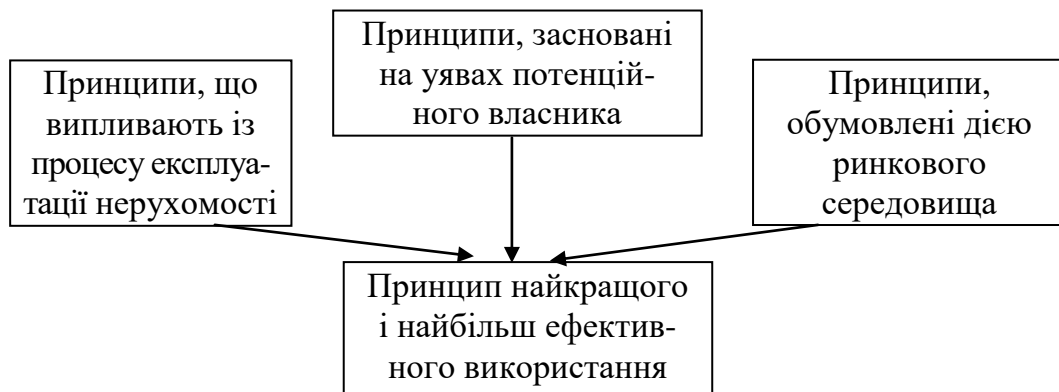 Принципи, що
випливають із
процесу експлуа-
тації нерухомості
Принципи, засновані
на уявах потенцій-
ного власника
Принципи,
обумовлені дією
ринкового
середовища
Принцип найкращого
і найбільш ефектив-
ного використання